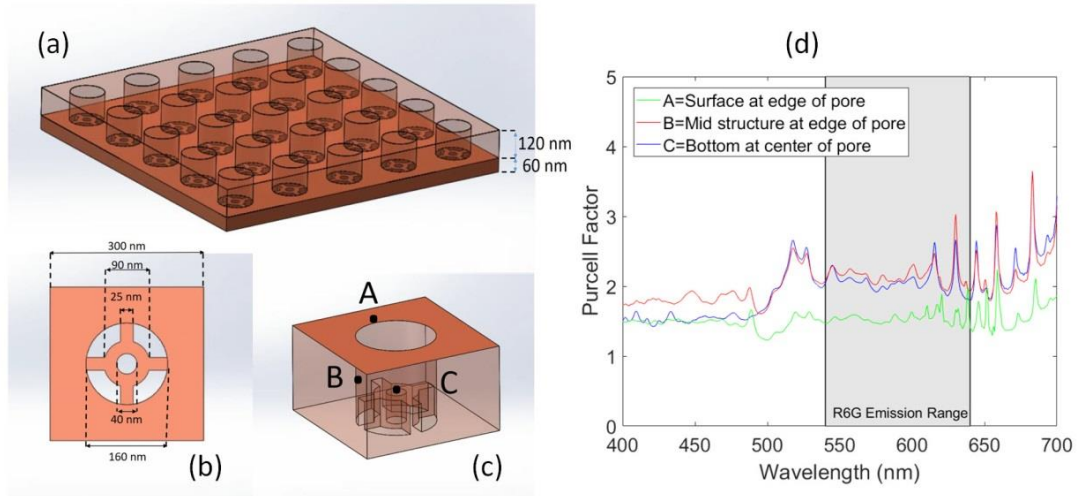 (a)
120 nm
60 nm
300 nm
90 nm
25 nm
40 nm
160 nm
(b)
A
B
C
(c)
(d)
Purcell Factor
5
4
3
2
1
0
A=Surface at edge of pore
B=Mid structure at edge of pore
C=Bottom at center of pore
R6G Emission Range
400 450 500 550 600 650 700
Wavelength (nm)